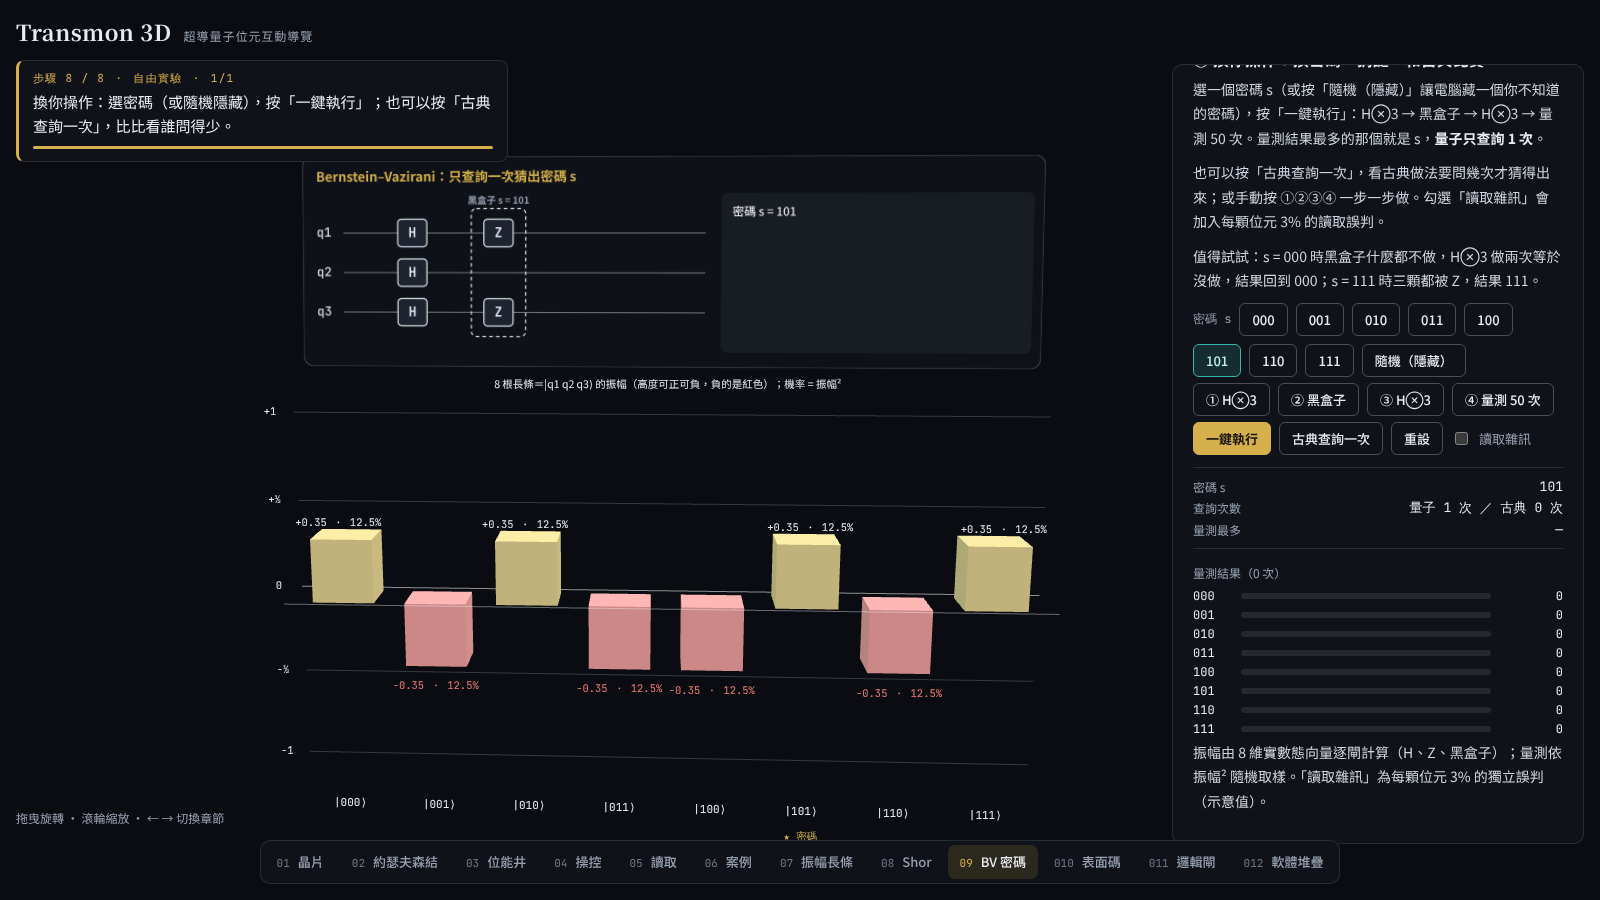 Transmon 3D 超導量子位元互動導覽
步驟 8 / 8 · 自由實驗 · 1/1
換你操作：選密碼（或隨機隱藏），按「一鍵執行」；也可以按「古典
查詢一次」，比比看誰問得少。
Bernstein–Vazirani：只查詢一次猜出密碼 s
黑盒子 s = 101
q1 H Z
q2 H
q3 H Z
密碼 s = 101
8 根長條＝|q1 q2 q3⟩ 的振幅（高度可正可負，負的是紅色）；機率 = 振幅²
+1
+½
+0.35 · 12.5% +0.35 · 12.5% +0.35 · 12.5% +0.35 · 12.5%
0
-½
-0.35 · 12.5% -0.35 · 12.5% -0.35 · 12.5% -0.35 · 12.5%
-1
|000⟩ |001⟩ |010⟩ |011⟩ |100⟩ |101⟩ |110⟩ |111⟩
★ 密碼
拖曳旋轉 · 滾輪縮放 · ←→ 切換章節
選一個密碼 s（或按「隨機（隱藏）」讓電腦藏一個你不知道
的密碼），按「一鍵執行」：H⊗3 → 黑盒子 → H⊗3 → 量
測 50 次。量測結果最多的那個就是 s，量子只查詢 1 次。
也可以按「古典查詢一次」，看古典做法要問幾次才猜得出
來；或手動按 ①②③④ 一步一步做。勾選「讀取雜訊」會
加入每顆位元 3% 的讀取誤判。
值得試試：s = 000 時黑盒子什麼都不做，H⊗3 做兩次等於
沒做，結果回到 000；s = 111 時三顆都被 Z，結果 111。
密碼 s 000 001 010 011 100
101 110 111 隨機（隱藏）
① H⊗3 ② 黑盒子 ③ H⊗3 ④ 量測 50 次
一鍵執行 古典查詢一次 重設 讀取雜訊
密碼 s 101
查詢次數 量子 1 次 ／ 古典 0 次
量測最多 —
量測結果（0 次）
000 0
001 0
010 0
011 0
100 0
101 0
110 0
111 0
振幅由 8 維實數態向量逐閘計算（H、Z、黑盒子）；量測依
振幅² 隨機取樣。「讀取雜訊」為每顆位元 3% 的獨立誤判
（示意值）。
01 晶片 02 約瑟夫森結 03 位能井 04 操控 05 讀取 06 案例 07 振幅長條 08 Shor 09 BV 密碼 010 表面碼 011 邏輯閘 012 軟體堆疊